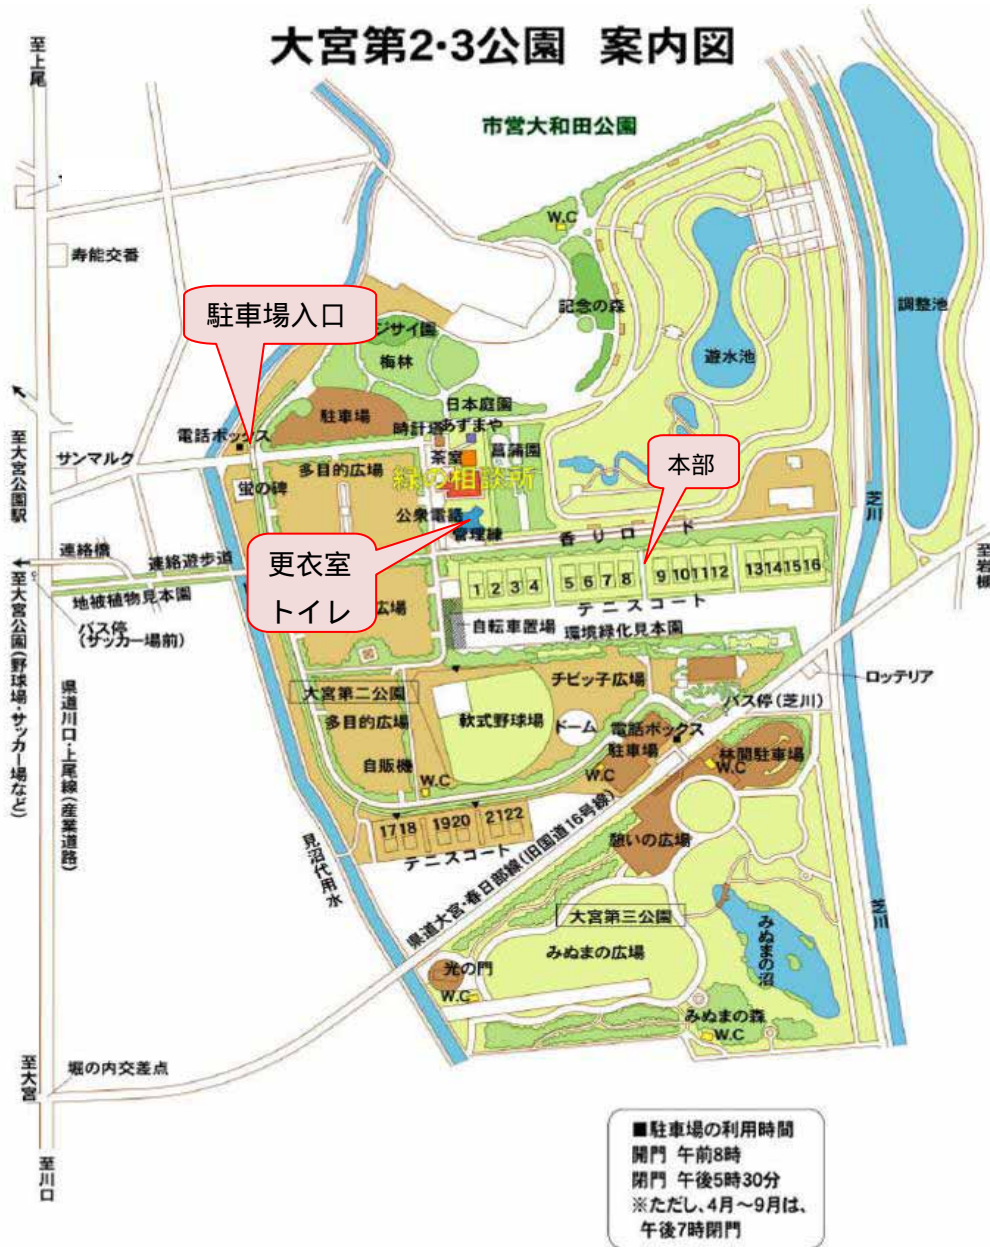 大宮第2・3公園 案内図
至上尾
市営大和田公園
W.C
寿能交番
記念の森
調整池
駐車場入口
ジサイ園
遊水池
梅林
日本庭園
駐車場
時計塔
あずまや
電話ボックス
至大宮公園駅
サンマルク
多目的広場
茶室
菖蒲園
本部
緑の相談所
蛍の碑
公衆電話
管理棟
香りロード
芝川
至岩槻
連絡橋
連絡遊歩道
更衣室
トイレ
1 2 3 4 5 6 7 8 9 10 11 12 13 14 15 16
地被植物見本園
広場
テニスコート
自転車置場
環境緑化見本園
バス停
(サッカー場前)
至大宮公園(野球場・サッカー場など)
ロッテリア
チビッ子広場
大宮第二公園
バス停(芝川)
県道川口・上尾線(産業道路)
多目的広場
軟式野球場
ドーム
電話ボックス
駐車場
林間駐車場
自販機
W.C
W.C
W.C
17 18 19 20 21 22
テニスコート
憩いの広場
見沼代用水
県道大宮・春日部線(旧国道16号線)
大宮第三公園
みぬまの広場
みぬまの沼
芝川
光の門
W.C
みぬまの森
W.C
至大宮
堀の内交差点
至川口
■駐車場の利用時間
開門 午前8時
閉門 午後5時30分
※ただし、4月〜9月は、
午後7時閉門